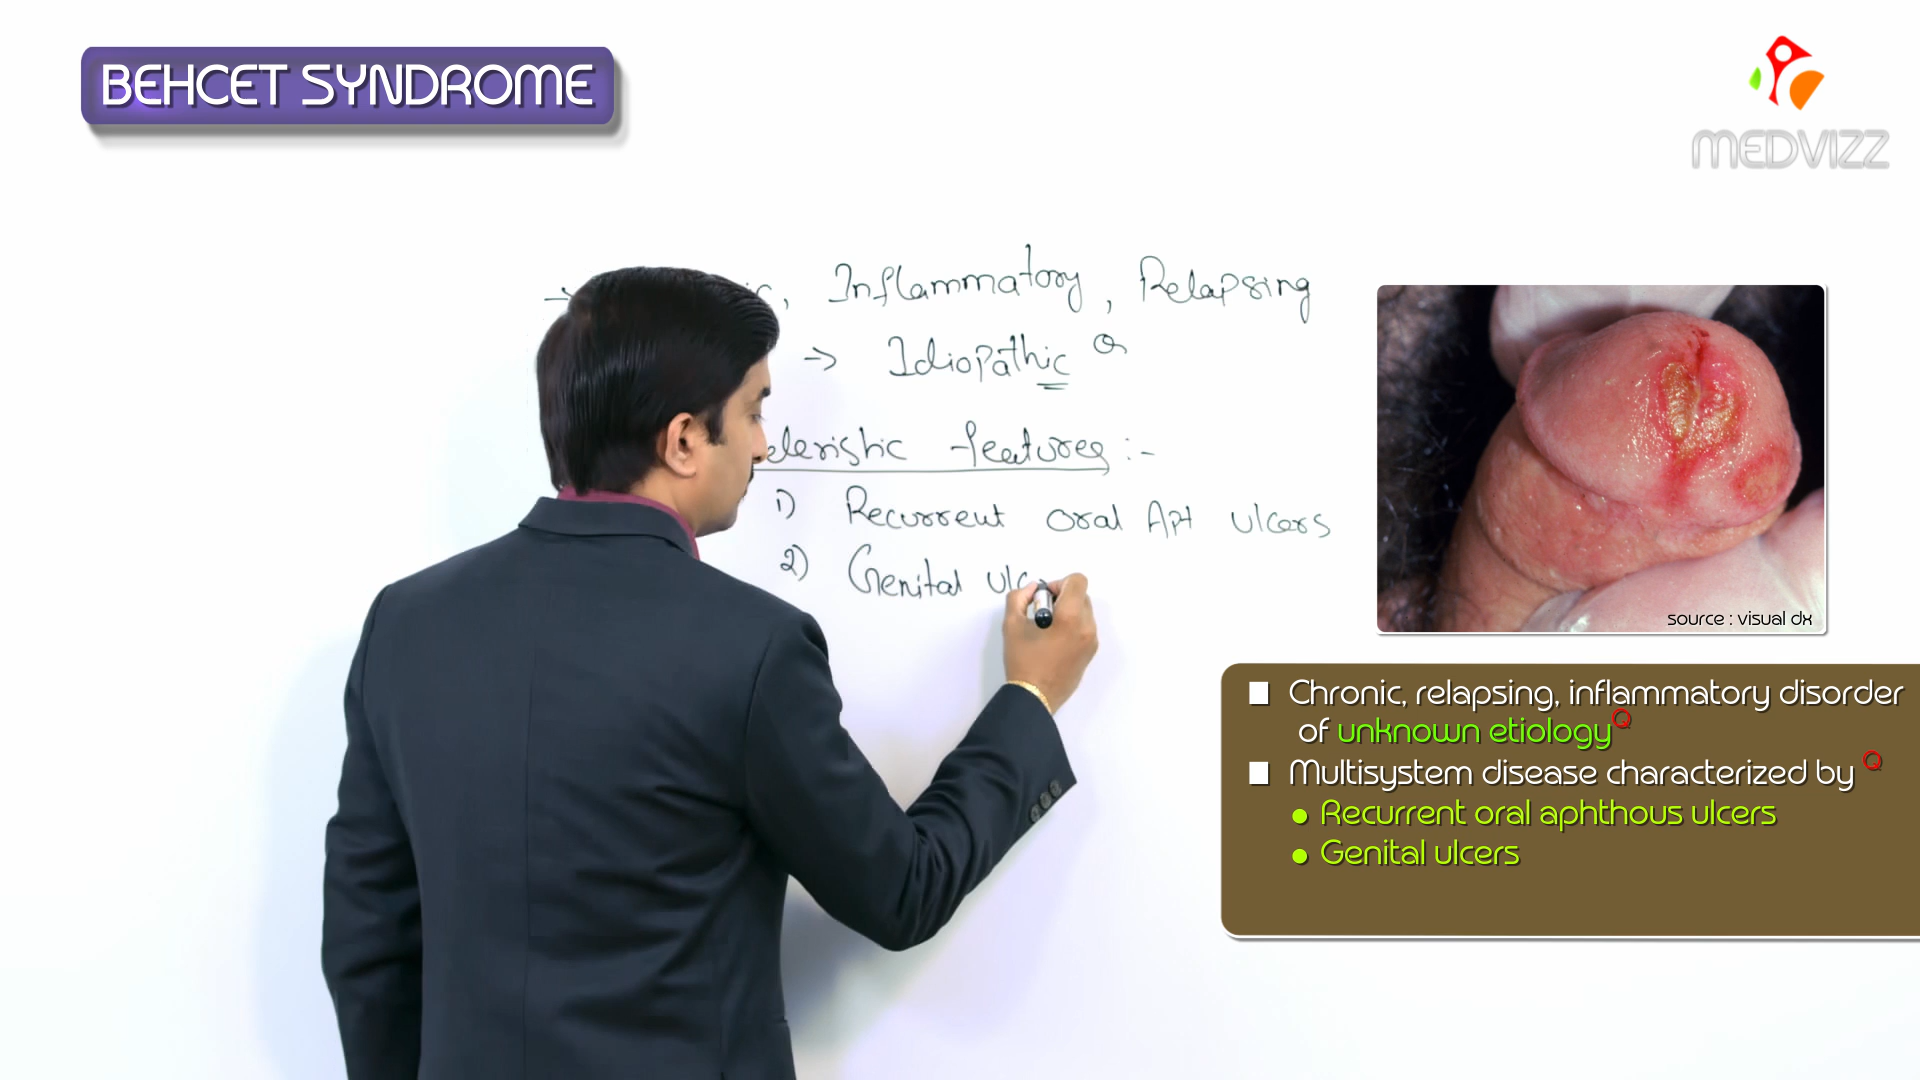 BEHCET SYNDROME
MEDVIZZ
→ , Inflammatory, Relapsing
→ Idiopathic Q
features :-
1) Recurrent oral Apt ulcers
2) Genital ulc
source : visual dx
■ Chronic, relapsing, inflammatory disorder
of unknown etiology Q
■ Multisystem disease characterized by Q
• Recurrent oral aphthous ulcers
• Genital ulcers